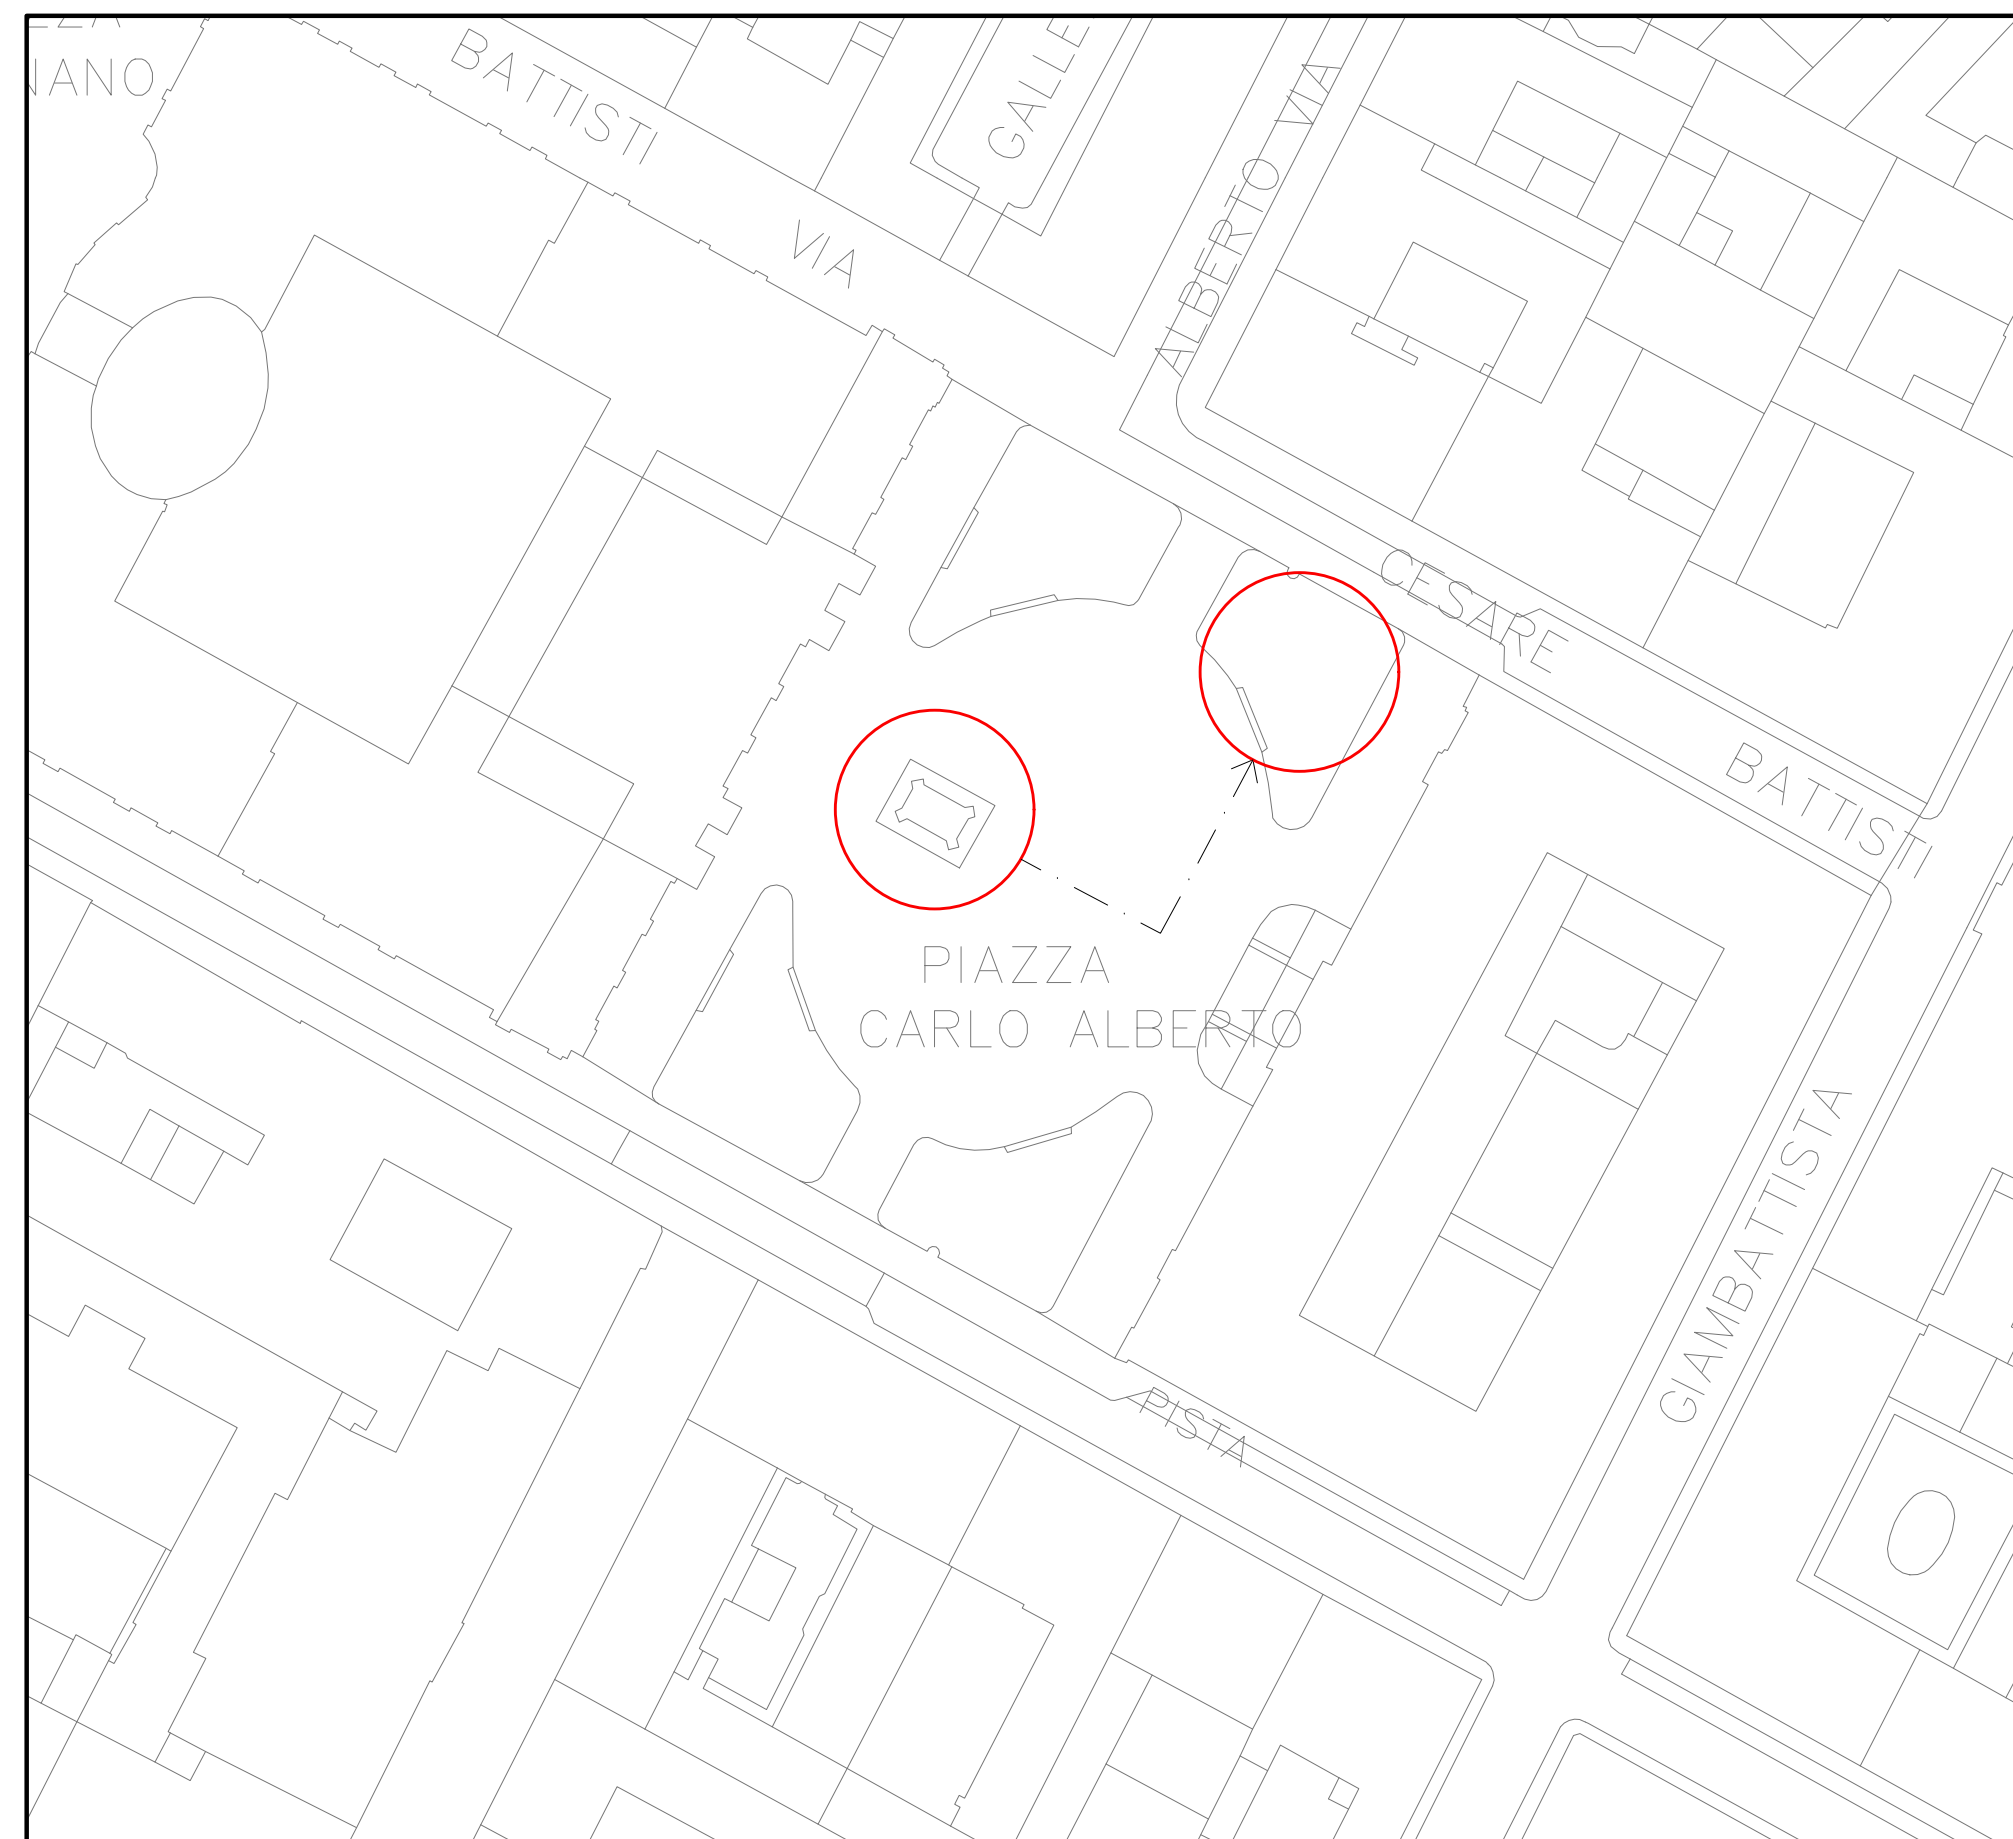 NANO
BATTISTI
VIA
GALLE
VIA
ALBERTO
CESARE
BATTISTI
PIAZZA
CARLO ALBERTO
GIAMBATTISTA
PISTA